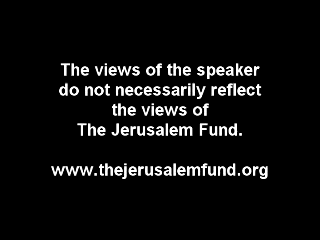 The views of the speaker
do not necessarily reflect
the views of
The Jerusalem Fund.
www.thejerusalemfund.org